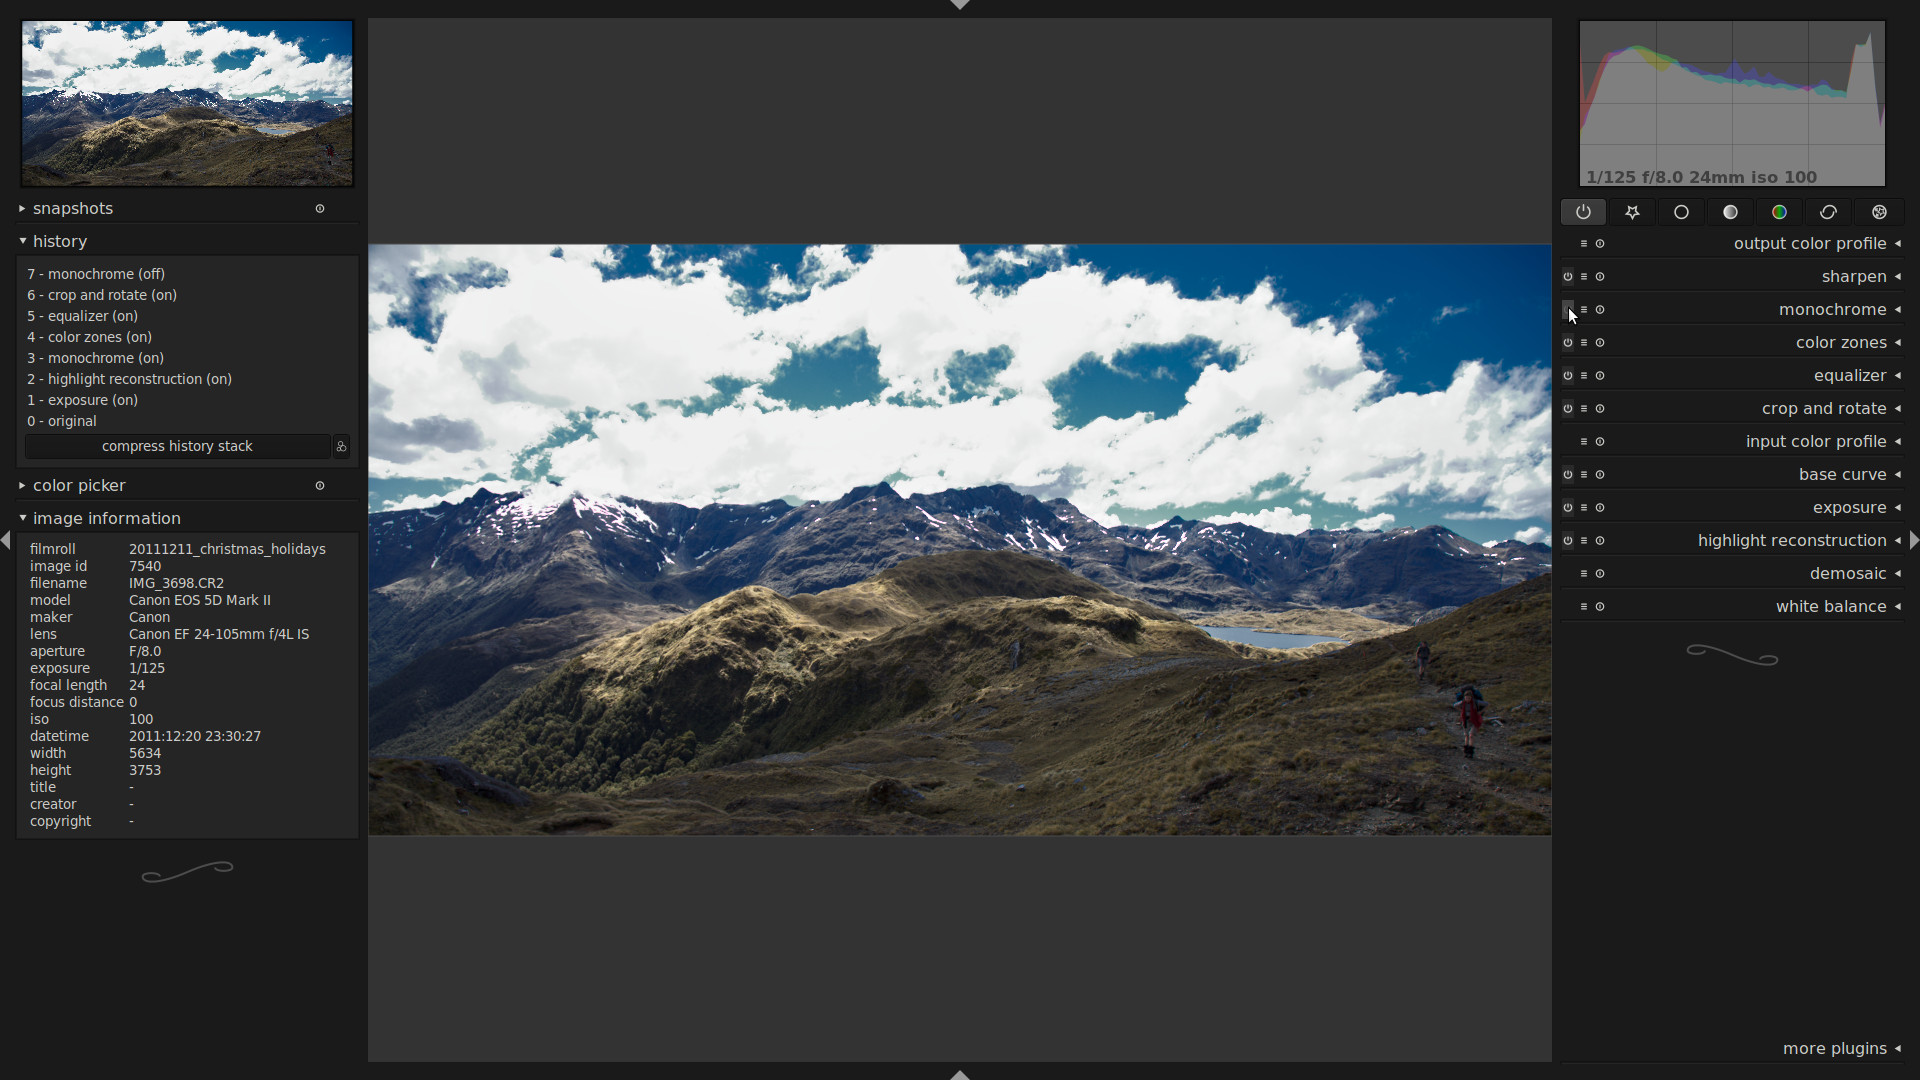 snapshots
history
7 - monochrome (off)
6 - crop and rotate (on)
5 - equalizer (on)
4 - color zones (on)
3 - monochrome (on)
2 - highlight reconstruction (on)
1 - exposure (on)
0 - original
compress history stack
color picker
image information
filmroll 20111211_christmas_holidays
image id 7540
filename IMG_3698.CR2
model Canon EOS 5D Mark II
maker Canon
lens Canon EF 24-105mm f/4L IS
aperture F/8.0
exposure 1/125
focal length 24
focus distance 0
iso 100
datetime 2011:12:20 23:30:27
width 5634
height 3753
title -
creator -
copyright -
1/125 f/8.0 24mm iso 100
output color profile
sharpen
monochrome
color zones
equalizer
crop and rotate
input color profile
base curve
exposure
highlight reconstruction
demosaic
white balance
more plugins